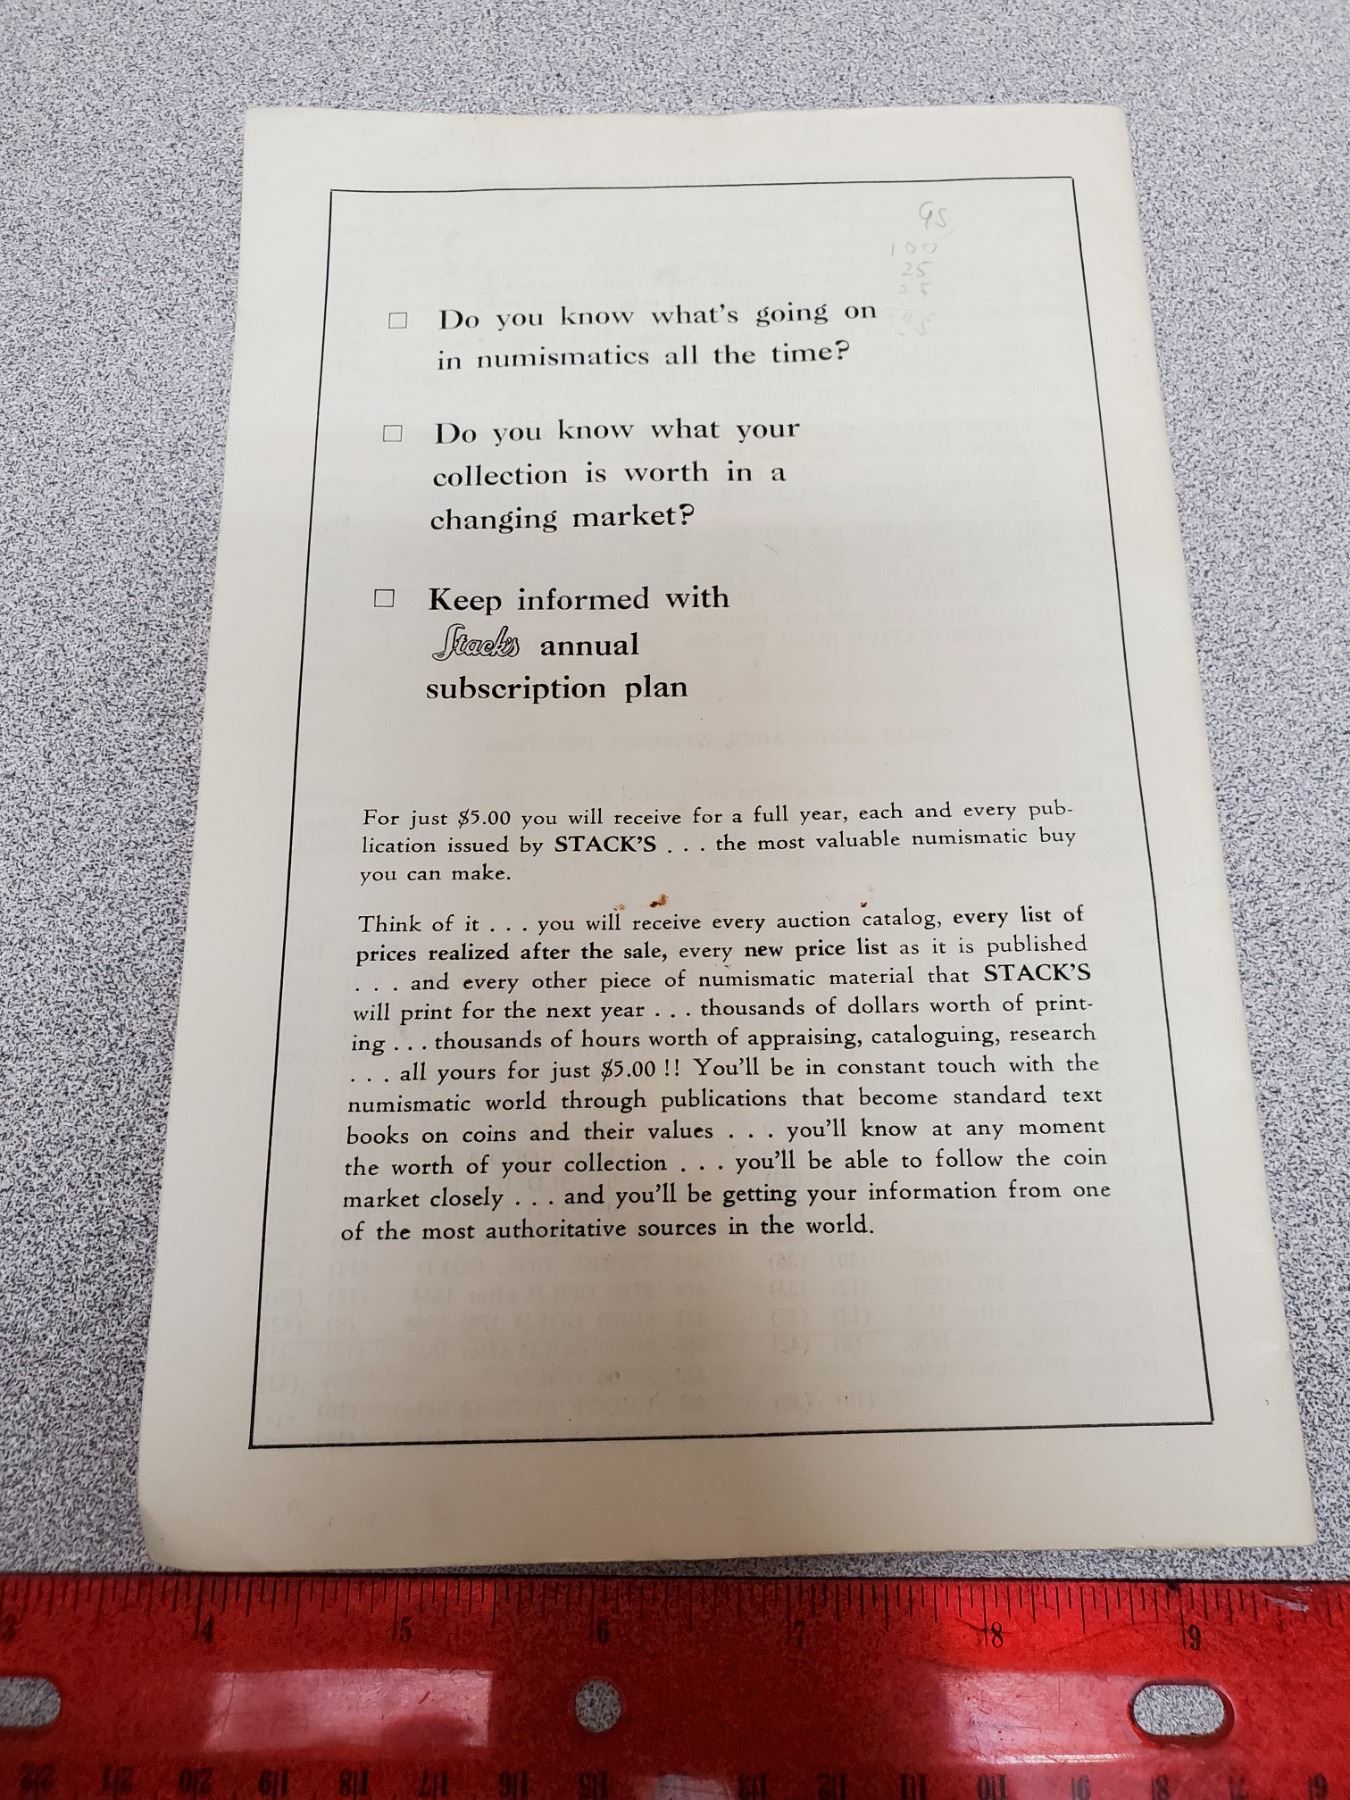 95
100
25
25
☐ Do you know what's going on
in numismatics all the time?
☐ Do you know what your
collection is worth in a
changing market?
☐ Keep informed with
Stack's annual
subscription plan
For just $5.00 you will receive for a full year, each and every pub-
lication issued by STACK'S . . . the most valuable numismatic buy
you can make.
Think of it . . . you will receive every auction catalog, every list of
prices realized after the sale, every new price list as it is published
. . . and every other piece of numismatic material that STACK'S
will print for the next year . . . thousands of dollars worth of print-
ing . . . thousands of hours worth of appraising, cataloguing, research
. . . all yours for just $5.00 !! You'll be in constant touch with the
numismatic world through publications that become standard text
books on coins and their values . . . you'll know at any moment
the worth of your collection . . . you'll be able to follow the coin
market closely . . . and you'll be getting your information from one
of the most authoritative sources in the world.
3 4 5 6 7 8 9